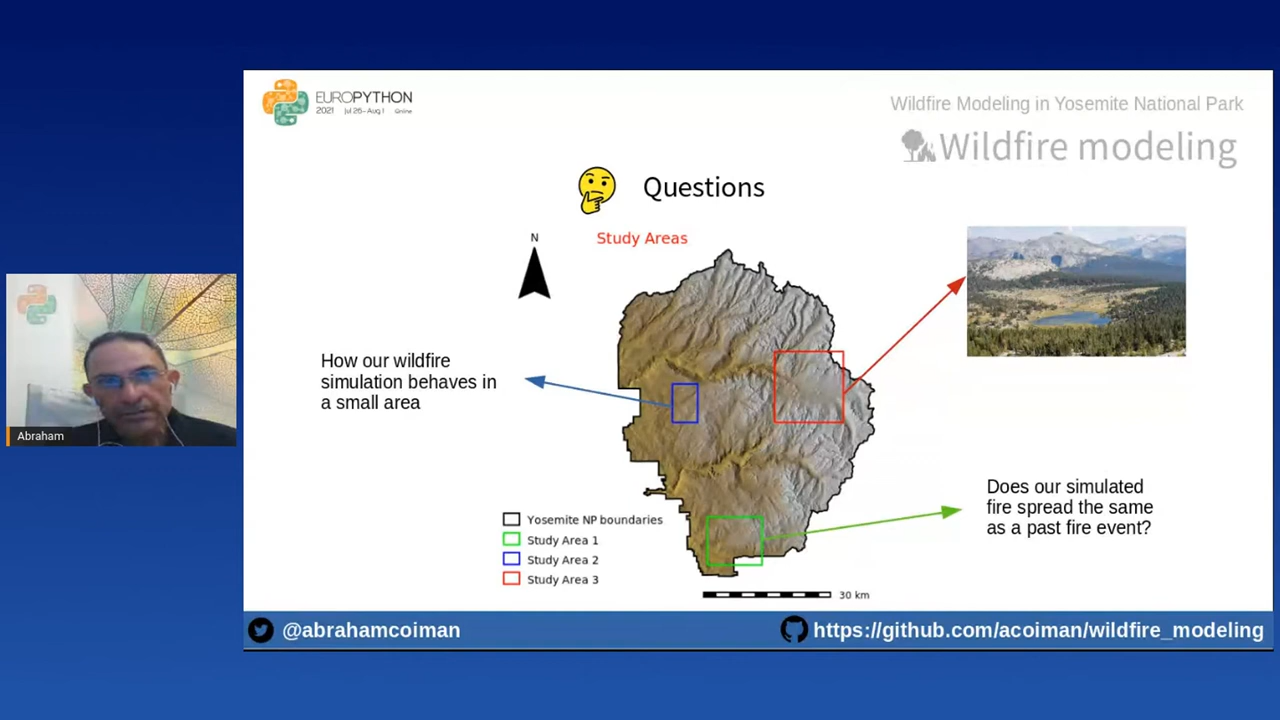 EUROPYTHON
2021 Jul 26-Aug 1 Online
Wildfire Modeling in Yosemite National Park
Wildfire modeling
Questions
Study Areas
N
How our wildfire
simulation behaves in
a small area
Does our simulated
fire spread the same
as a past fire event?
Yosemite NP boundaries
Study Area 1
Study Area 2
Study Area 3
30 km
Abraham
@abrahamcoiman
https://github.com/acoiman/wildfire_modeling